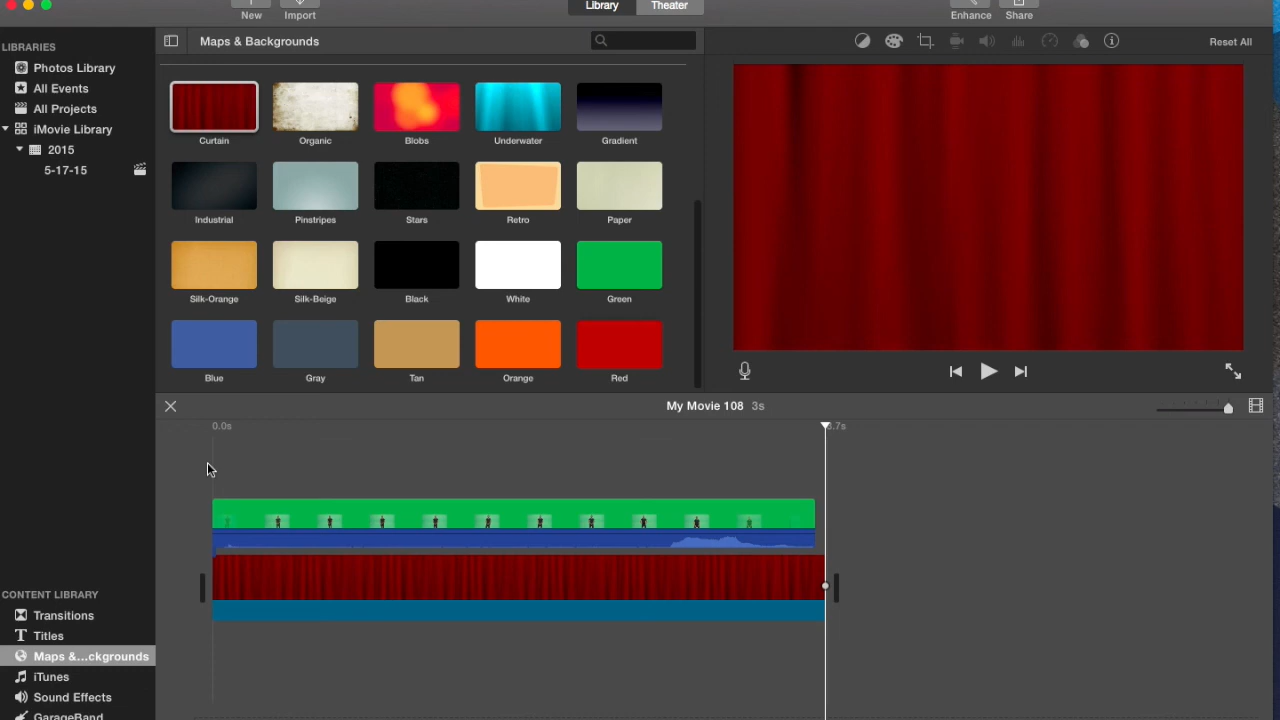 Library Theater
New Import Enhance Share
LIBRARIES
Photos Library
All Events
All Projects
iMovie Library
2015
5-17-15
Maps & Backgrounds
Reset All
Curtain Organic Blobs Underwater Gradient
Industrial Pinstripes Stars Retro Paper
Silk-Orange Silk-Beige Black White Green
Blue Gray Tan Orange Red
My Movie 108 3s
0.0s .7s
CONTENT LIBRARY
Transitions
Titles
Maps &...ckgrounds
iTunes
Sound Effects
GarageBand